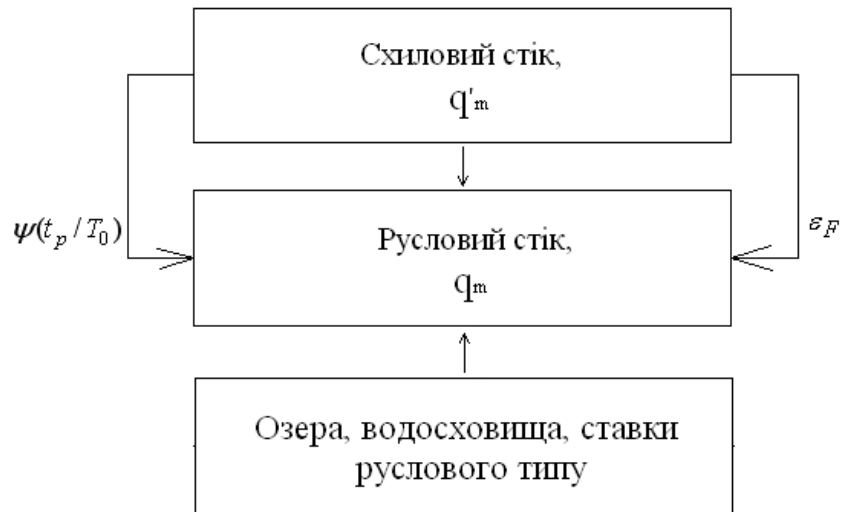 Схиловий стік,
q'm
ψ(tp / T0)
εF
Русловий стік,
qm
Озера, водосховища, ставки
руслового типу